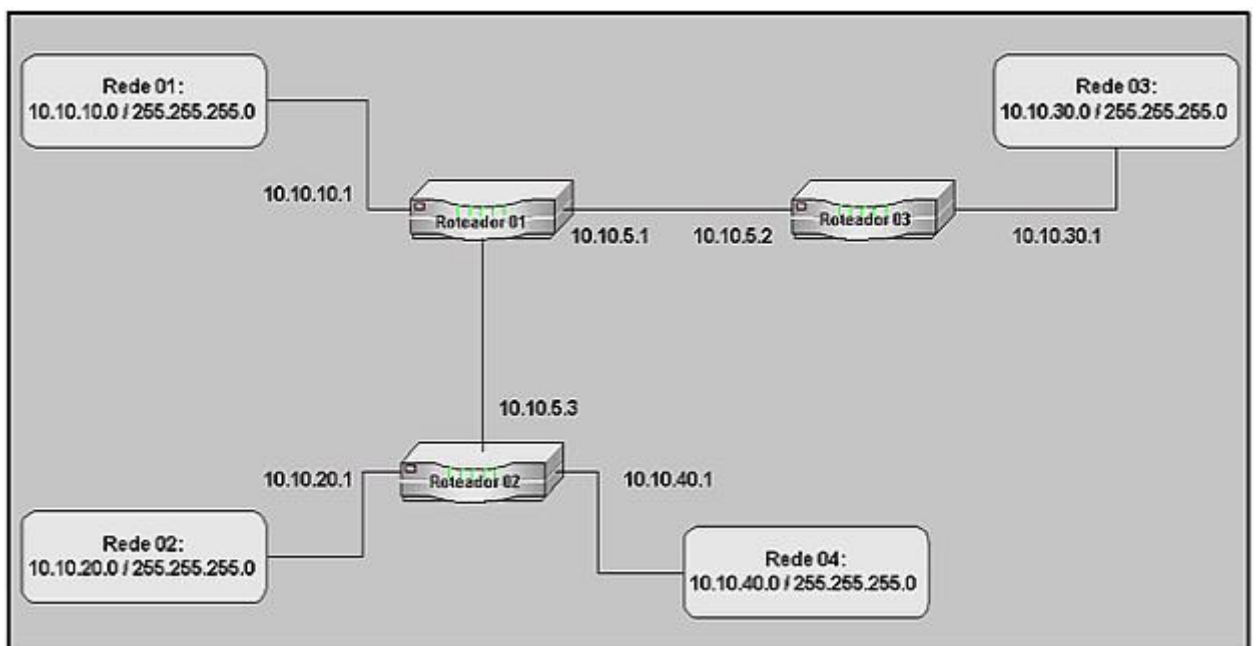 Rede 01:
10.10.10.0 / 255.255.255.0
Rede 03:
10.10.30.0 / 255.255.255.0
10.10.10.1
Roteador 01
10.10.5.1
10.10.5.2
Roteador 03
10.10.30.1
10.10.5.3
10.10.20.1
Roteador 02
10.10.40.1
Rede 02:
10.10.20.0 / 255.255.255.0
Rede 04:
10.10.40.0 / 255.255.255.0